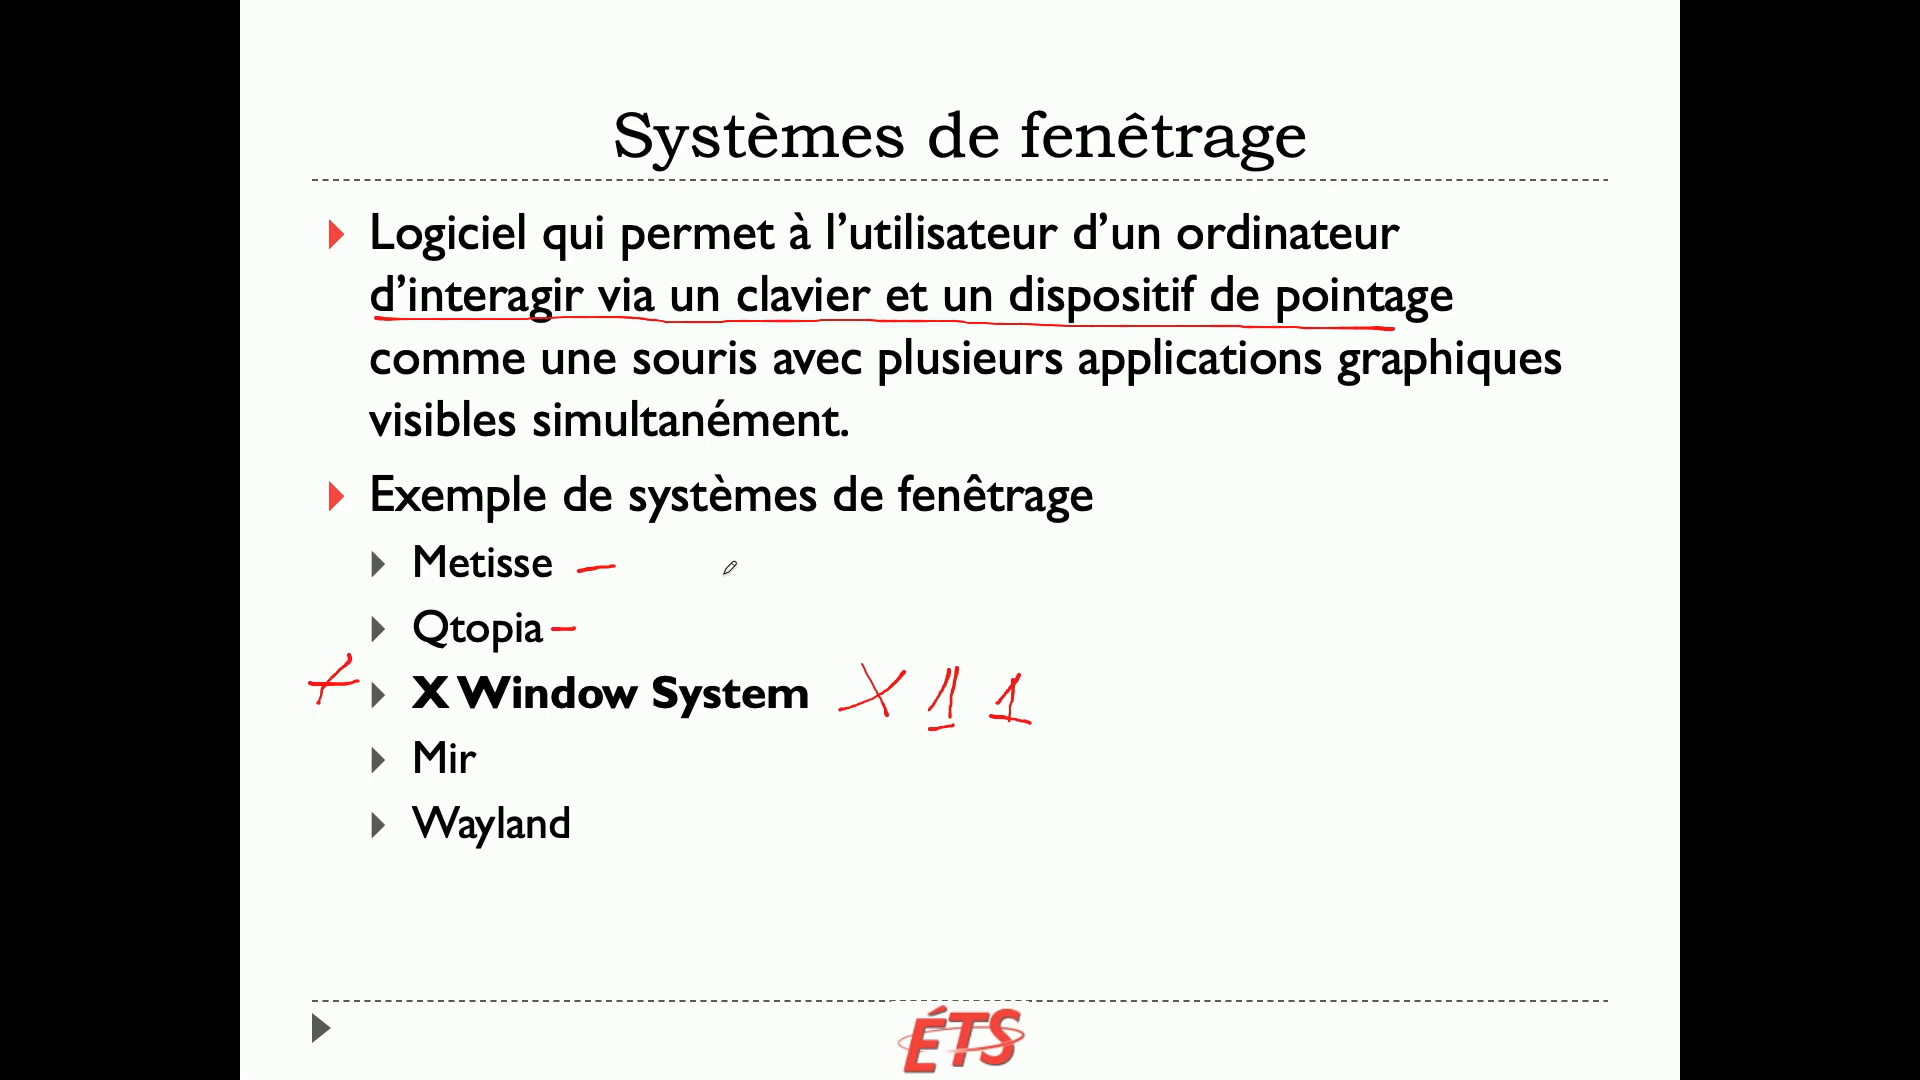 Systèmes de fenêtrage
Logiciel qui permet à l’utilisateur d’un ordinateur
d’interagir via un clavier et un dispositif de pointage
comme une souris avec plusieurs applications graphiques
visibles simultanément.
Exemple de systèmes de fenêtrage
Metisse
Qtopia
X Window System X 1 1
Mir
Wayland
ÉTS